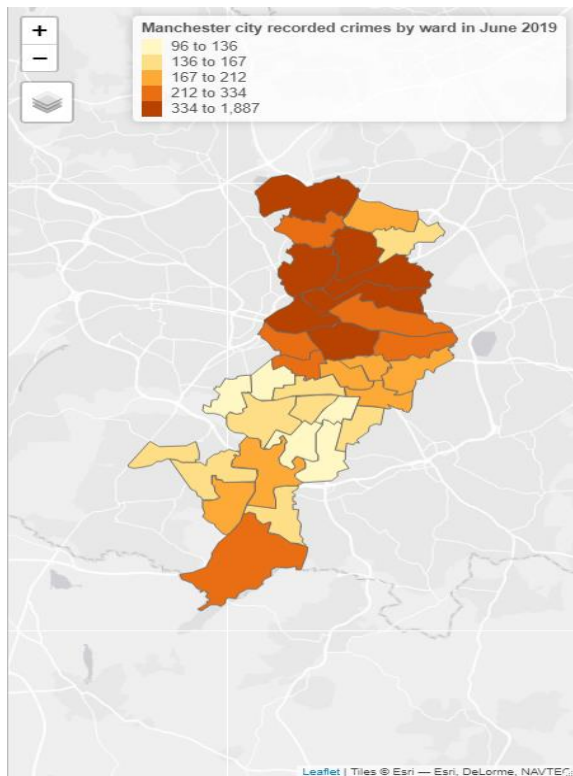 +
−
Manchester city recorded crimes by ward in June 2019
96 to 136
136 to 167
167 to 212
212 to 334
334 to 1,887
Leaflet | Tiles © Esri — Esri, DeLorme, NAVTEQ